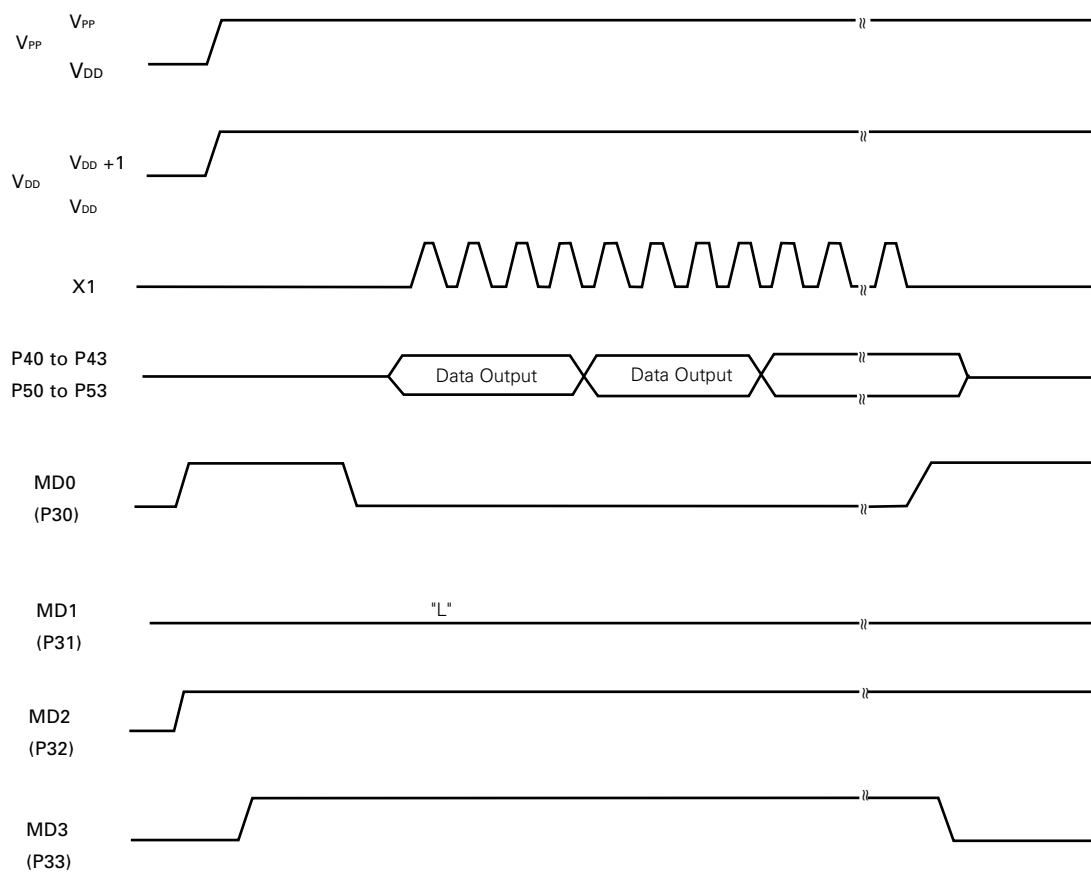 VPP
VPP
VDD
VDD +1
VDD
VDD
X1
P40 to P43
P50 to P53
Data Output
Data Output
MD0
(P30)
MD1
(P31)
"L"
MD2
(P32)
MD3
(P33)